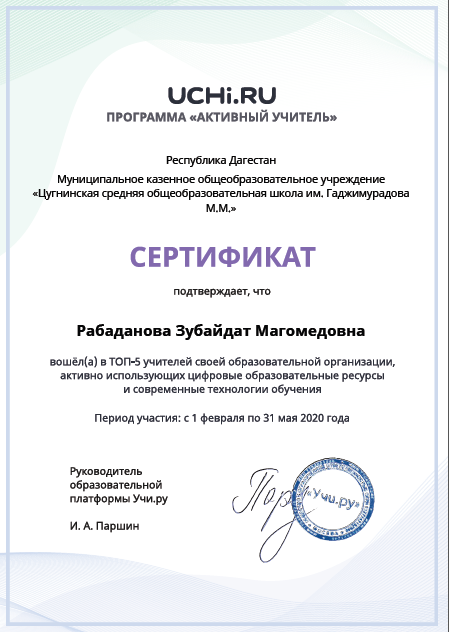 UCHi.RU
ПРОГРАММА «АКТИВНЫЙ УЧИТЕЛЬ»
Республика Дагестан
Муниципальное казенное общеобразовательное учреждение
«Цугнинская средняя общеобразовательная школа им. Гаджимурадова
М.М.»
СЕРТИФИКАТ
подтверждает, что
Рабаданова Зубайдат Магомедовна
вошёл(а) в ТОП-5 учителей своей образовательной организации,
активно использующих цифровые образовательные ресурсы
и современные технологии обучения
Период участия: с 1 февраля по 31 мая 2020 года
Руководитель
образовательной
платформы Учи.ру
И. А. Паршин
«Учи.ру»